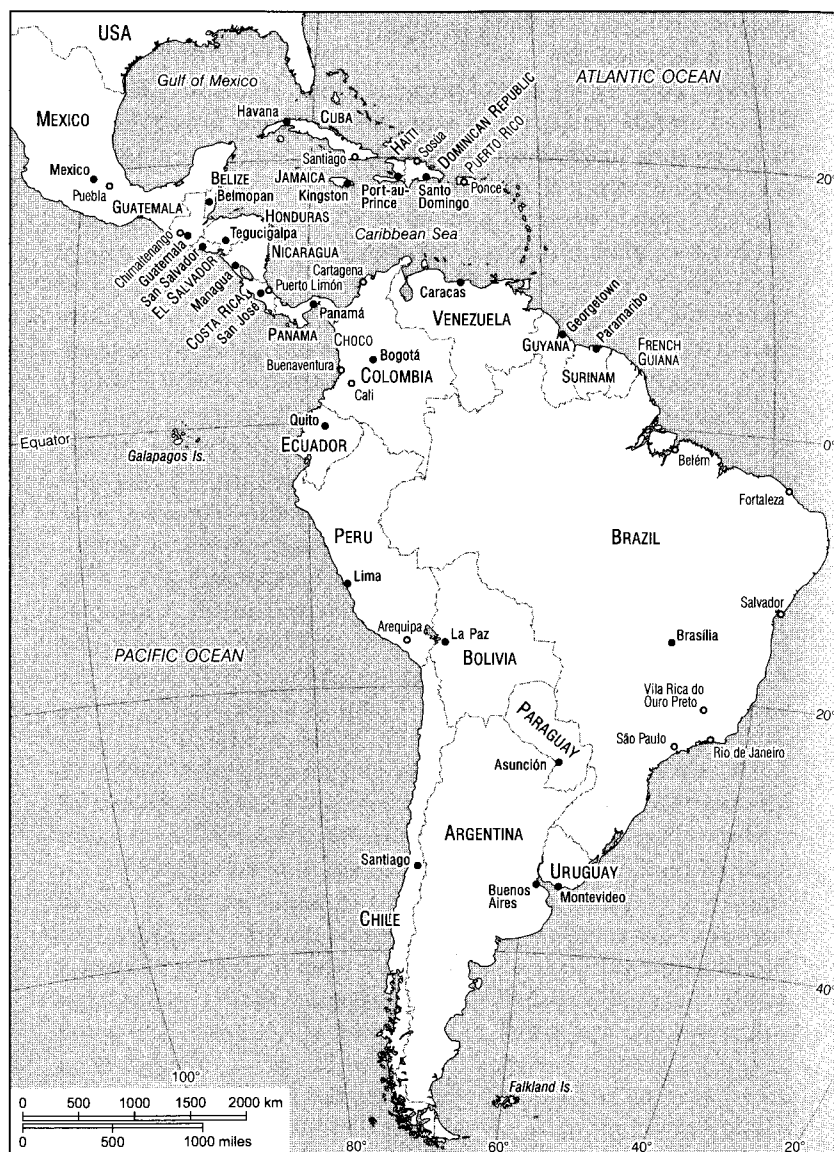 USA
Gulf of Mexico
ATLANTIC OCEAN
MEXICO
Havana
CUBA
HAITI
Sosúa
DOMINICAN REPUBLIC
PUERTO RICO
Santiago
Mexico
Puebla
BELIZE
Belmopan
JAMAICA
Kingston
Port-au-
Prince
Santo
Domingo
Ponce
GUATEMALA
HONDURAS
Tegucigalpa
Caribbean Sea
Chimaltenango
Guatemala
San Salvador
EL SALVADOR
NICARAGUA
Managua
COSTA RICA
San José
Puerto Limón
Cartagena
Caracas
Georgetown
Paramaribo
PANAMA
Panamá
VENEZUELA
GUYANA
FRENCH
GUIANA
SURINAM
CHOCO
Bogotá
Buenaventura
COLOMBIA
Cali
Quito
Equator
0°
ECUADOR
Galapagos Is.
Belém
Fortaleza
PERU
BRAZIL
Lima
Salvador
Arequipa
La Paz
Brasília
PACIFIC OCEAN
BOLIVIA
Vila Rica do
Ouro Preto
20°
PARAGUAY
São Paulo
Rio de Janeiro
Asunción
ARGENTINA
Santiago
URUGUAY
Buenos
Aires
Montevideo
CHILE
40°
100°
Falkland Is.
0 500 1000 1500 2000 km
0 500 1000 miles
80°
60°
40°
20°